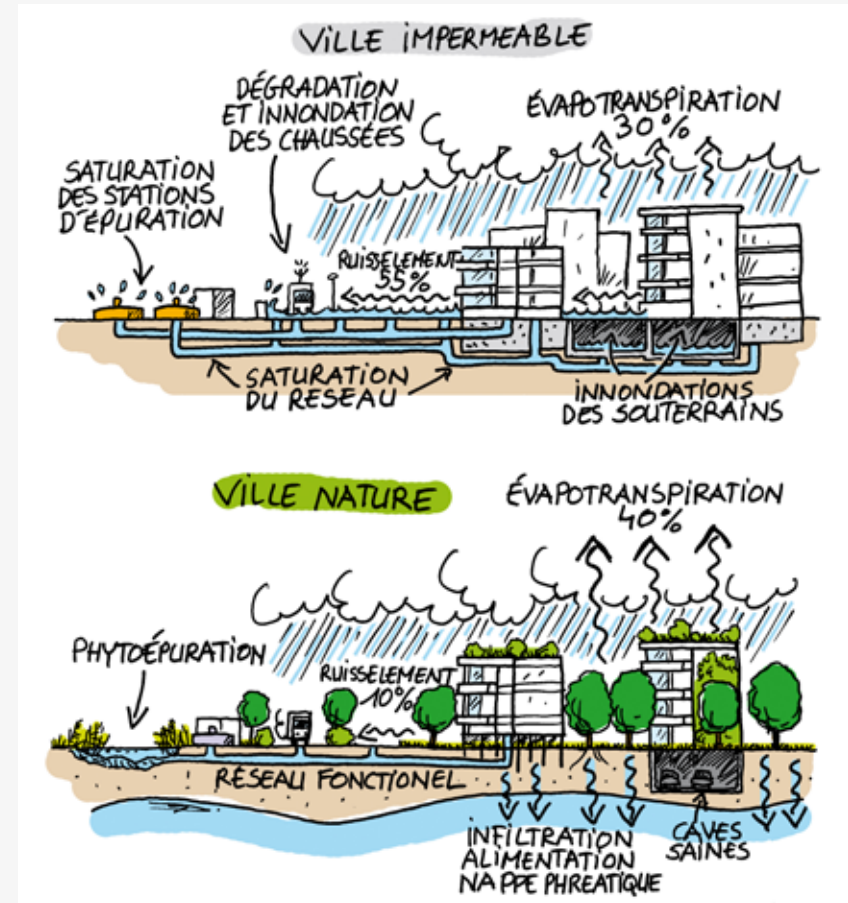 VILLE IMPERMEABLE
DÉGRADATION
ET INNONDATION
DES CHAUSSÉES
ÉVAPOTRANSPIRATION
30%
SATURATION
DES STATIONS
D'ÉPURATION
RUISSELEMENT
55%
SATURATION
DU RESEAU
INNONDATIONS
DES SOUTERRAINS
VILLE NATURE
ÉVAPOTRANSPIRATION
40%
PHYTOÉPURATION
RUISSELEMENT
10%
RÉSEAU FONCTIONEL
INFILTRATION
ALIMENTATION
NAPPE PHREATIQUE
CAVES
SAINES